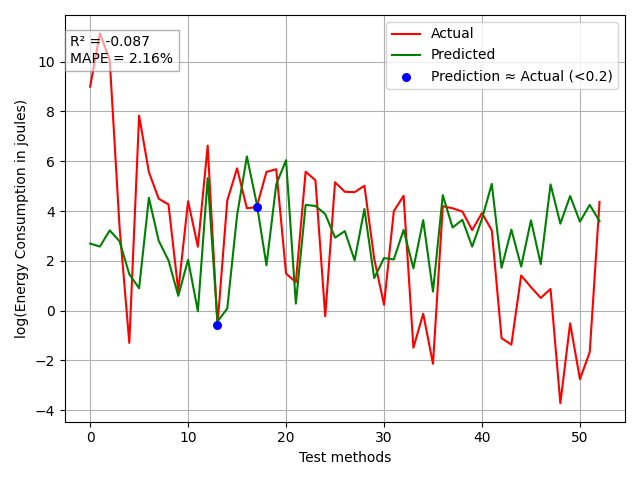 R² = -0.087
MAPE = 2.16%
Actual
Predicted
Prediction ≈ Actual (<0.2)
log(Energy Consumption in joules)
10
8
6
4
2
0
−2
−4
0 10 20 30 40 50
Test methods